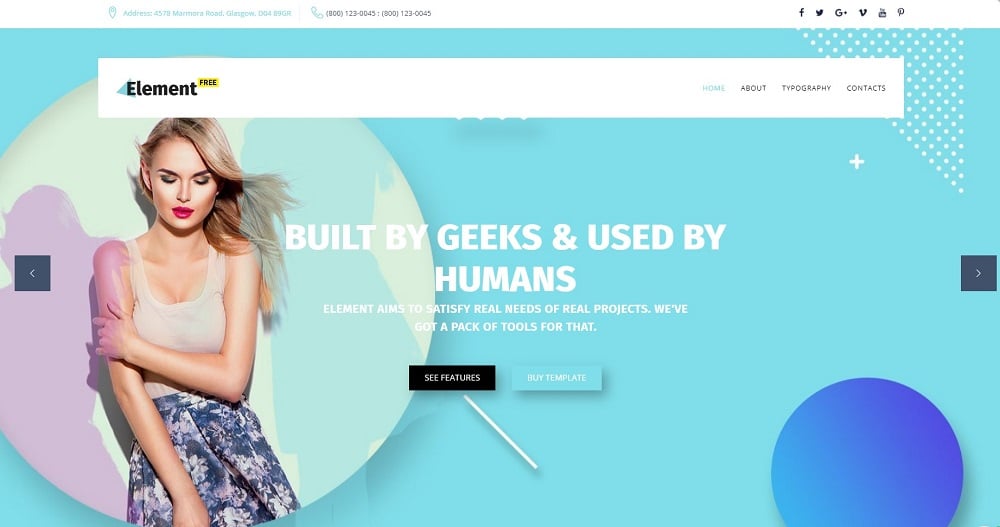 Address: 4578 Marmora Road, Glasgow, D04 89GR (800) 123-0045 ; (800) 123-0045
Element FREE
HOME ABOUT TYPOGRAPHY CONTACTS
BUILT BY GEEKS & USED BY
HUMANS
ELEMENT AIMS TO SATISFY REAL NEEDS OF REAL PROJECTS. WE'VE
GOT A PACK OF TOOLS FOR THAT.
SEE FEATURES BUY TEMPLATE